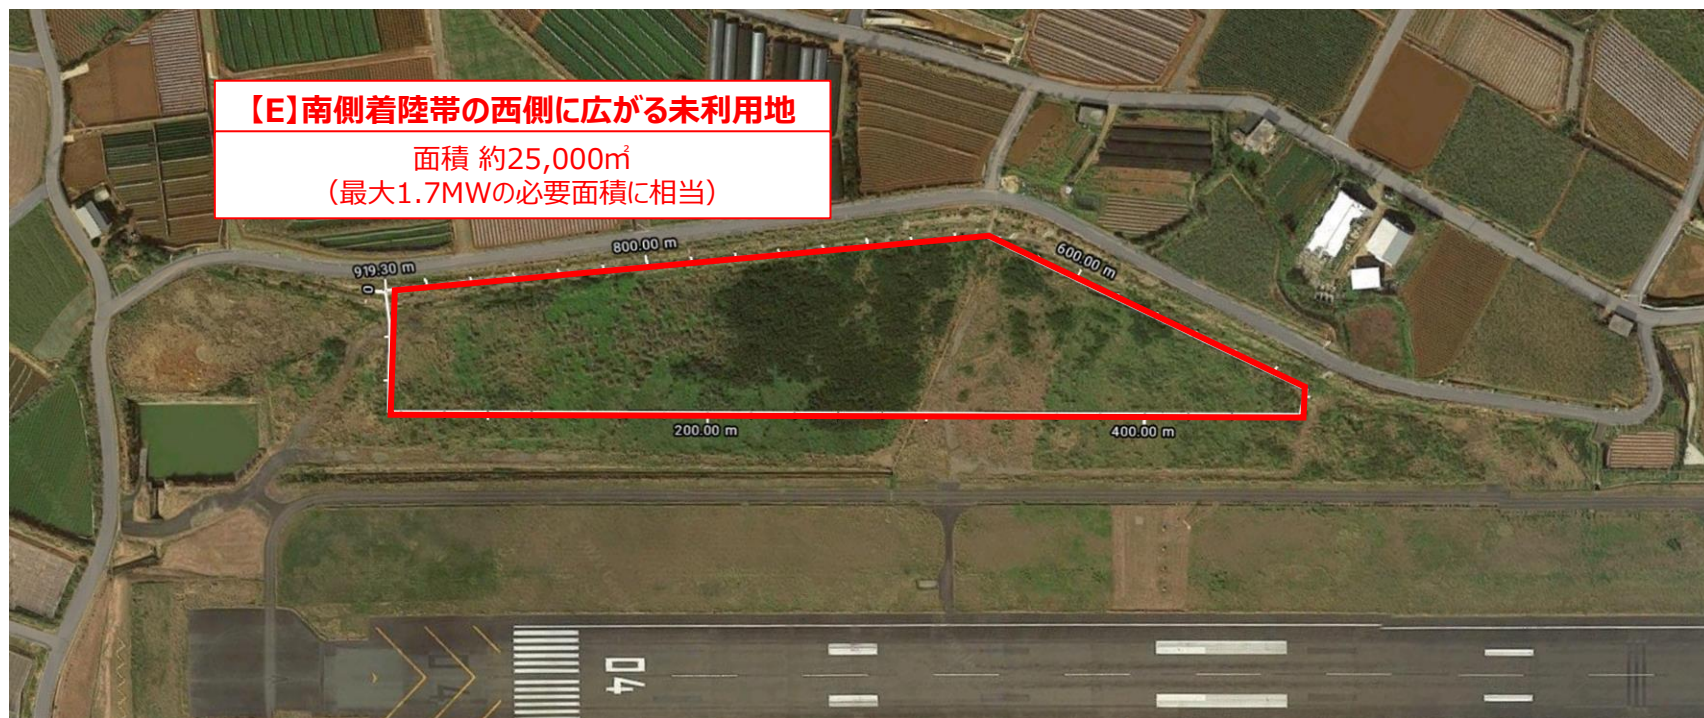 【E】南側着陸帯の西側に広がる未利用地
面積 約25,000㎡
（最大1.7MWの必要面積に相当）
800.00 m
600.00 m
919.30 m
0
200.00 m
400.00 m
04